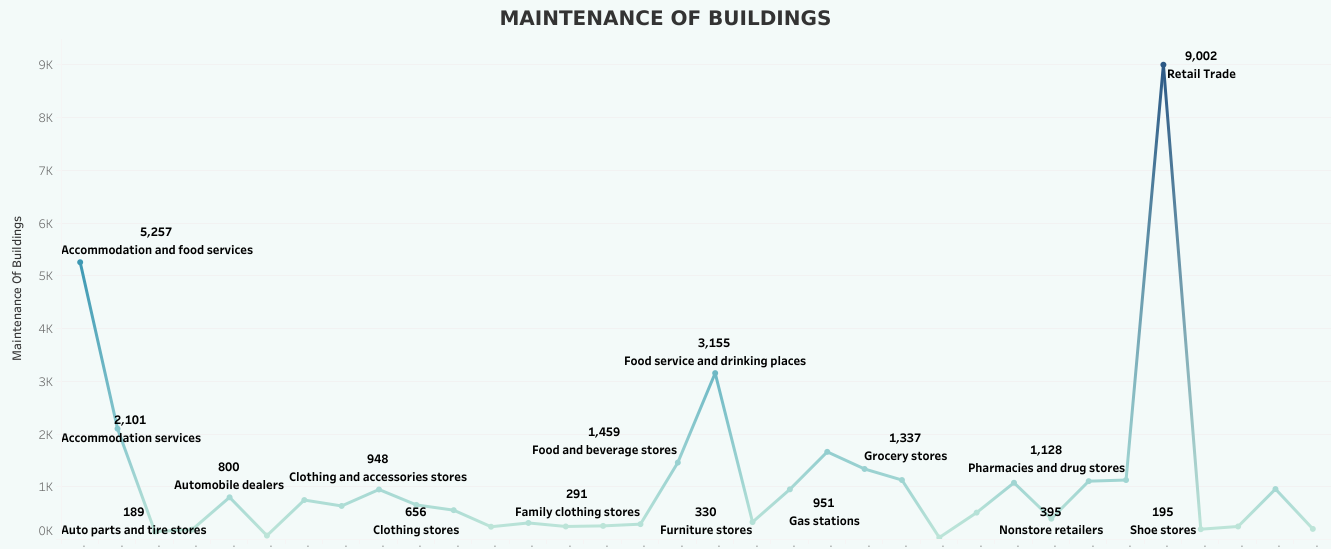 MAINTENANCE OF BUILDINGS
Maintenance Of Buildings
9K
8K
7K
6K
5K
4K
3K
2K
1K
0K
5,257
Accommodation and food services
2,101
Accommodation services
189
Auto parts and tire stores
800
Automobile dealers
948
Clothing and accessories stores
656
Clothing stores
291
Family clothing stores
1,459
Food and beverage stores
3,155
Food service and drinking places
330
Furniture stores
951
Gas stations
1,337
Grocery stores
395
Nonstore retailers
1,128
Pharmacies and drug stores
9,002
Retail Trade
195
Shoe stores